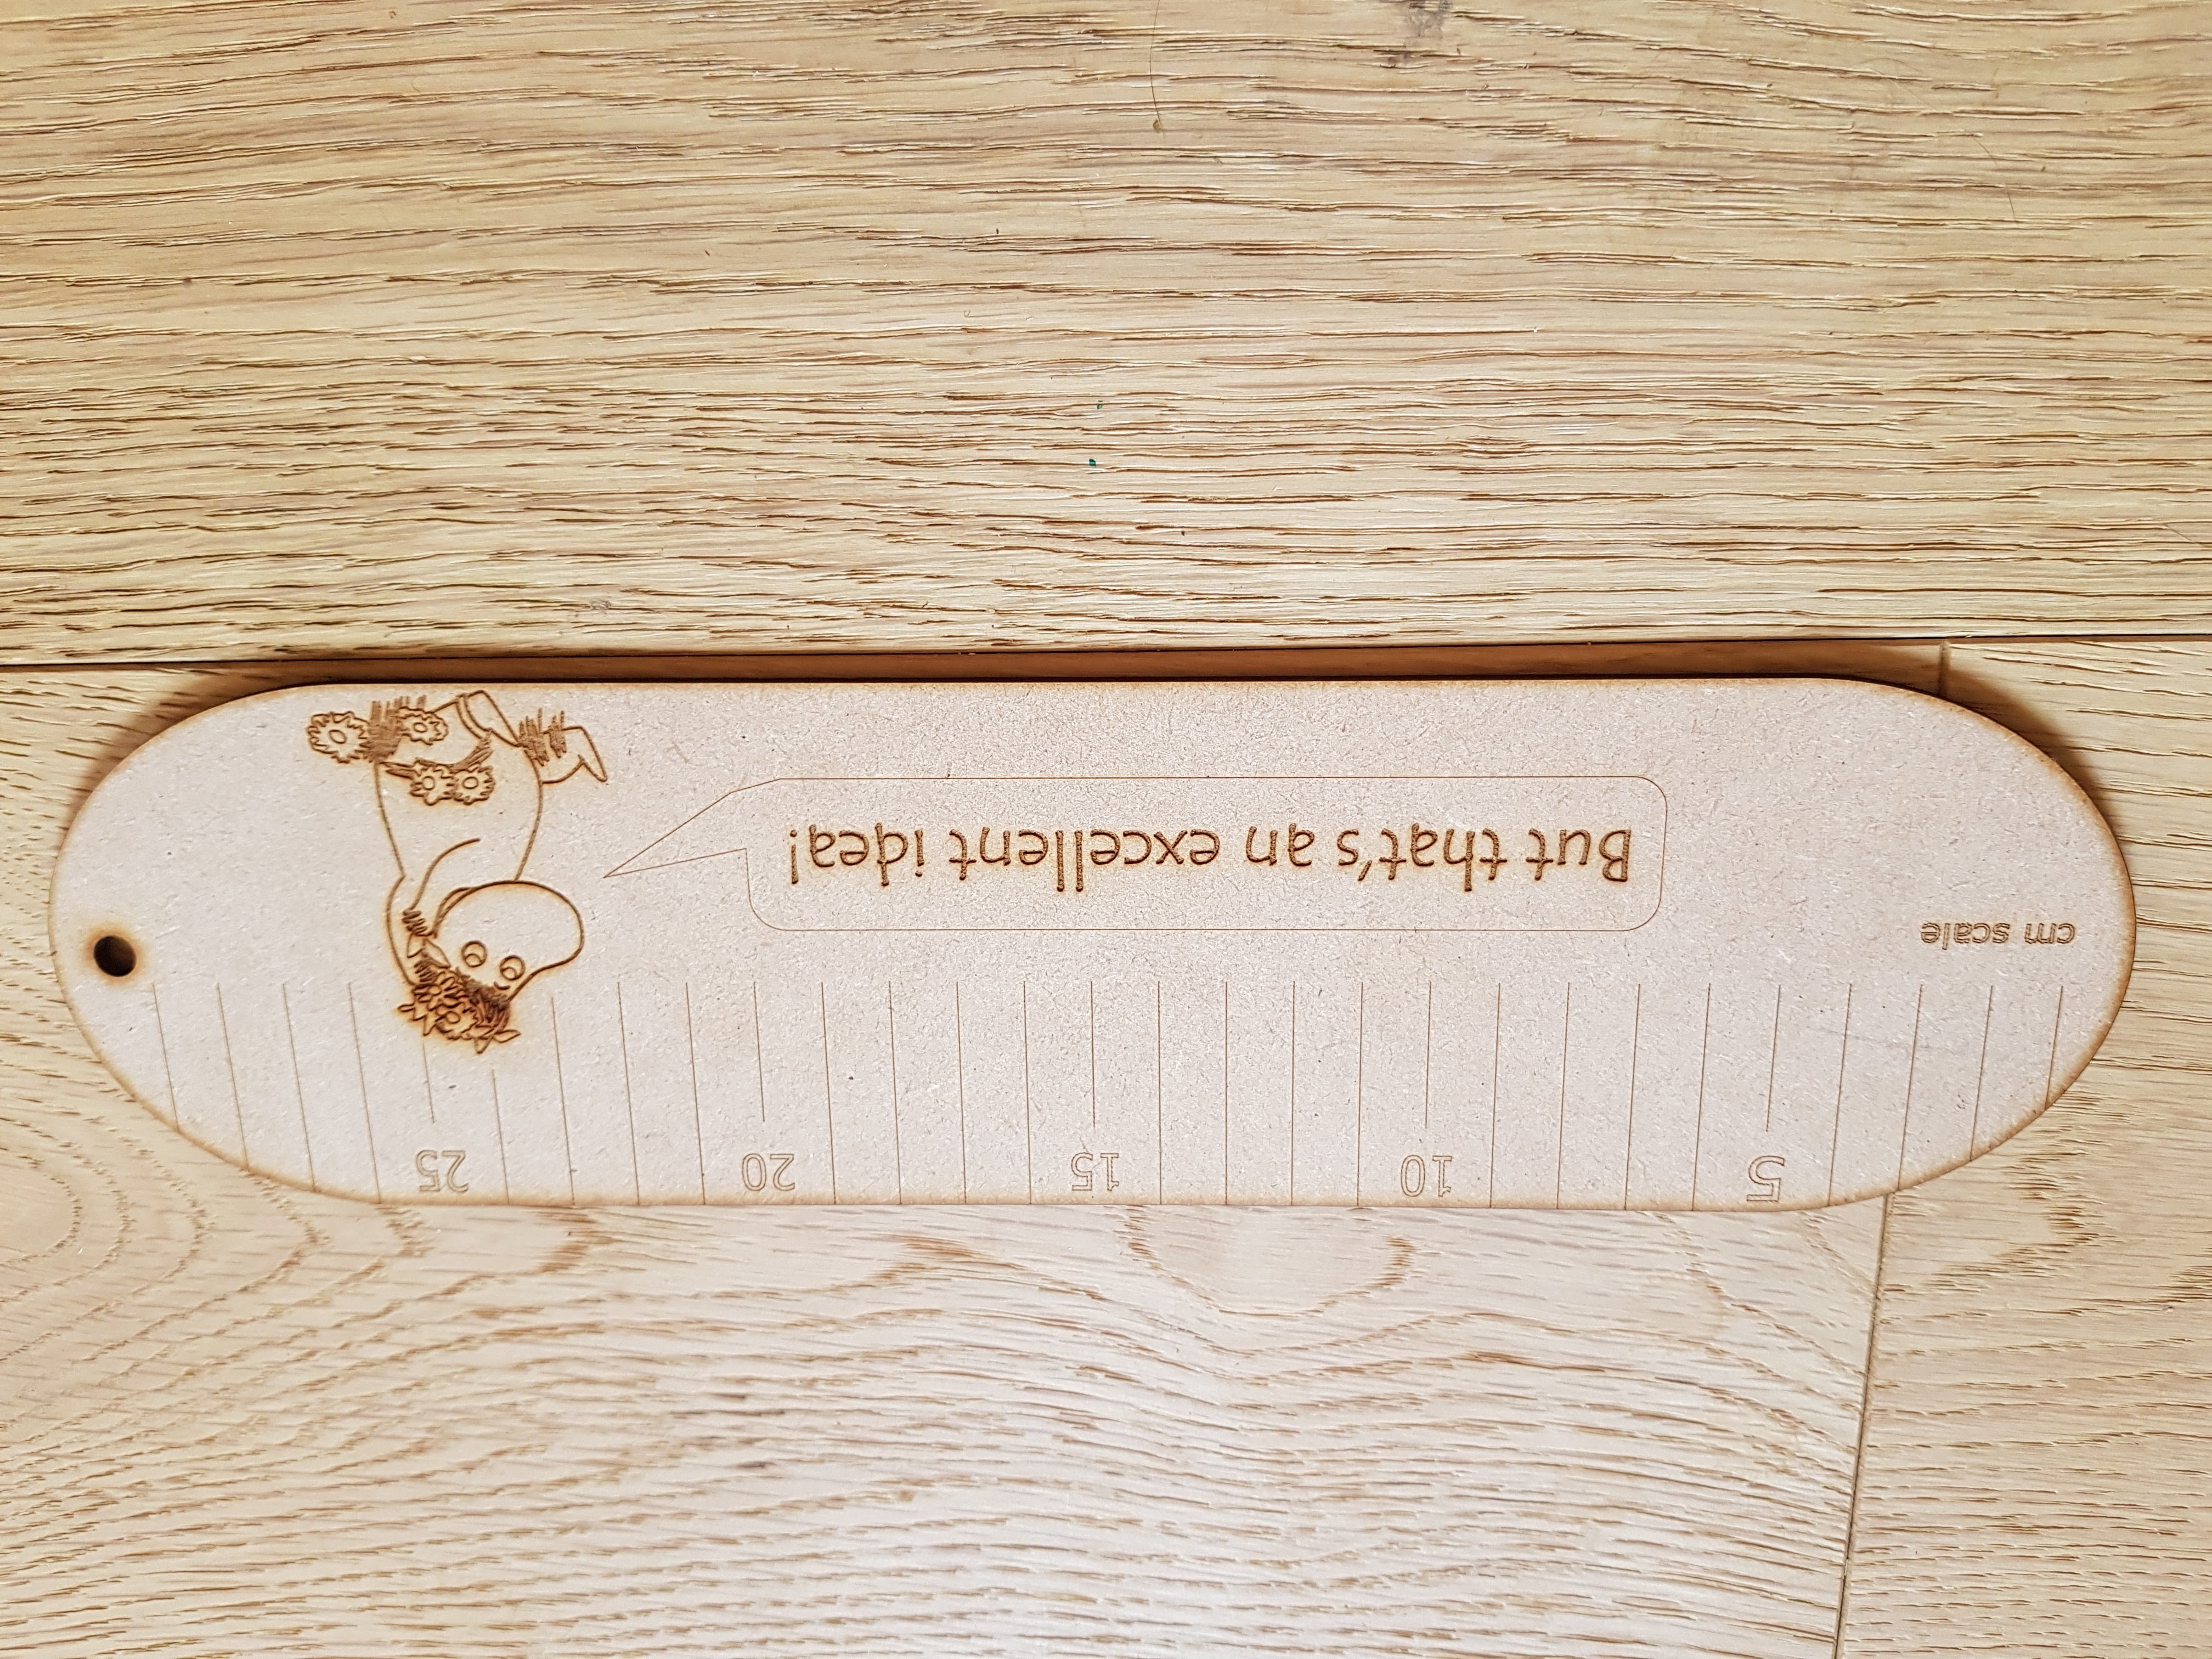 But that's an excellent idea!
cm scale
5 10 15 20 25